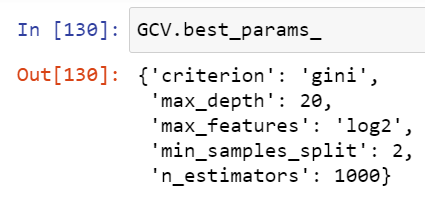 In [130]: GCV.best_params_
Out[130]: {'criterion': 'gini',
'max_depth': 20,
'max_features': 'log2',
'min_samples_split': 2,
'n_estimators': 1000}